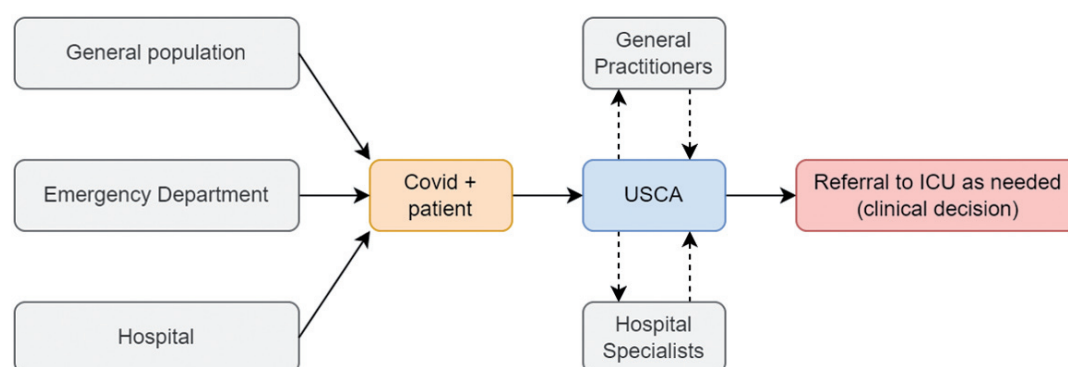 General population
General
Practitioners
Emergency Department
Covid +
patient
USCA
Referral to ICU as needed
(clinical decision)
Hospital
Hospital
Specialists